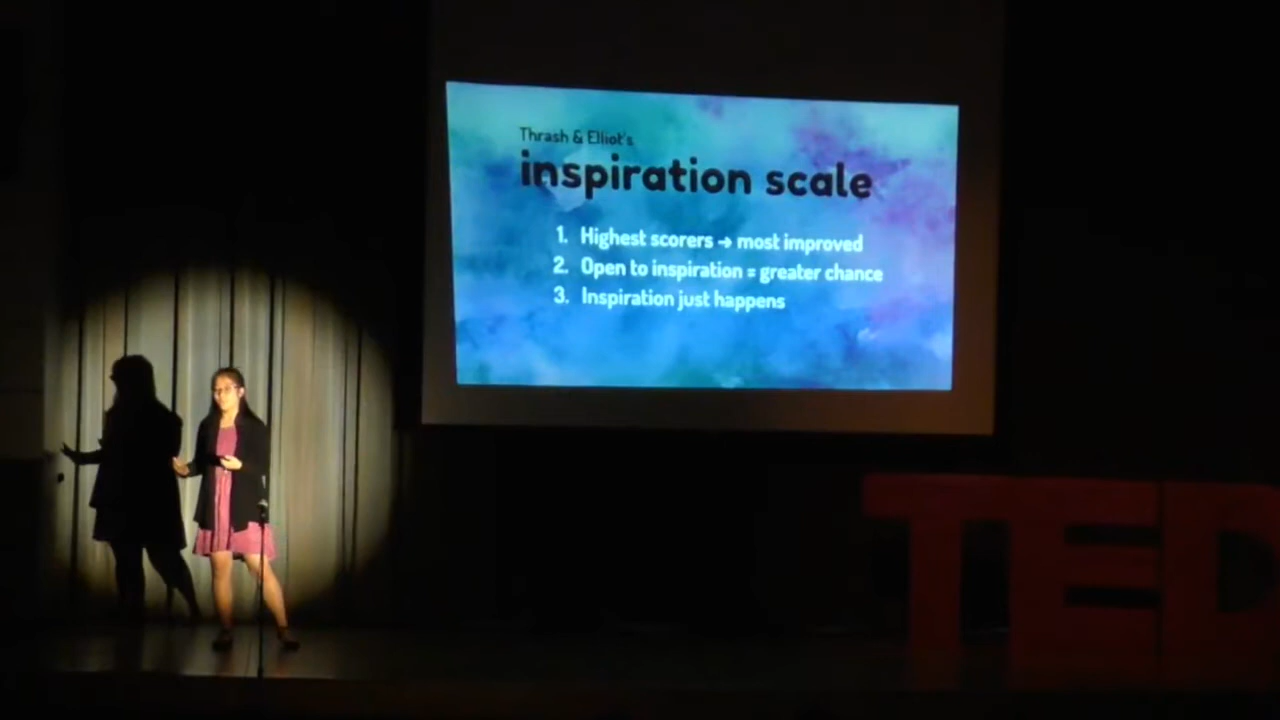 Thrash & Elliot's
inspiration scale
1. Highest scorers → most improved
2. Open to inspiration = greater chance
3. Inspiration just happens
TED